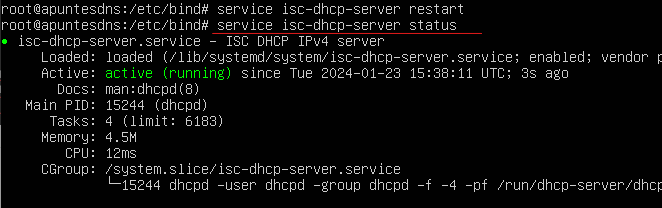 root@apuntesdns:/etc/bind# service isc-dhcp-server restart
root@apuntesdns:/etc/bind# service isc-dhcp-server status
● isc-dhcp-server.service - ISC DHCP IPv4 server
Loaded: loaded (/lib/systemd/system/isc-dhcp-server.service; enabled; vendor p
Active: active (running) since Tue 2024-01-23 15:38:11 UTC; 3s ago
Docs: man:dhcpd(8)
Main PID: 15244 (dhcpd)
Tasks: 4 (limit: 6183)
Memory: 4.5M
CPU: 12ms
CGroup: /system.slice/isc-dhcp-server.service
└─15244 dhcpd -user dhcpd -group dhcpd -f -4 -pf /run/dhcp-server/dhcp